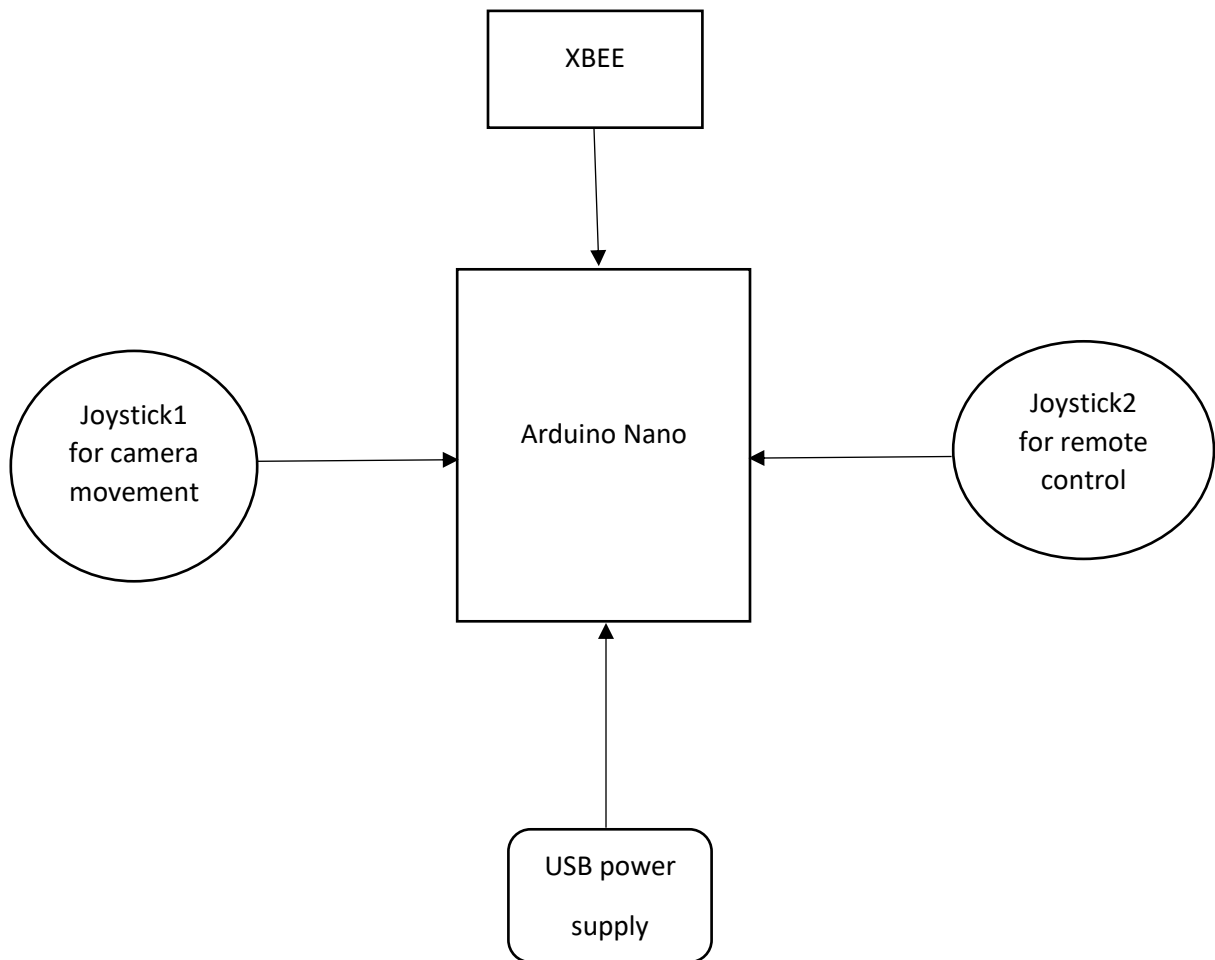 XBEE
Joystick1
for camera
movement
Arduino Nano
Joystick2
for remote
control
USB power
supply